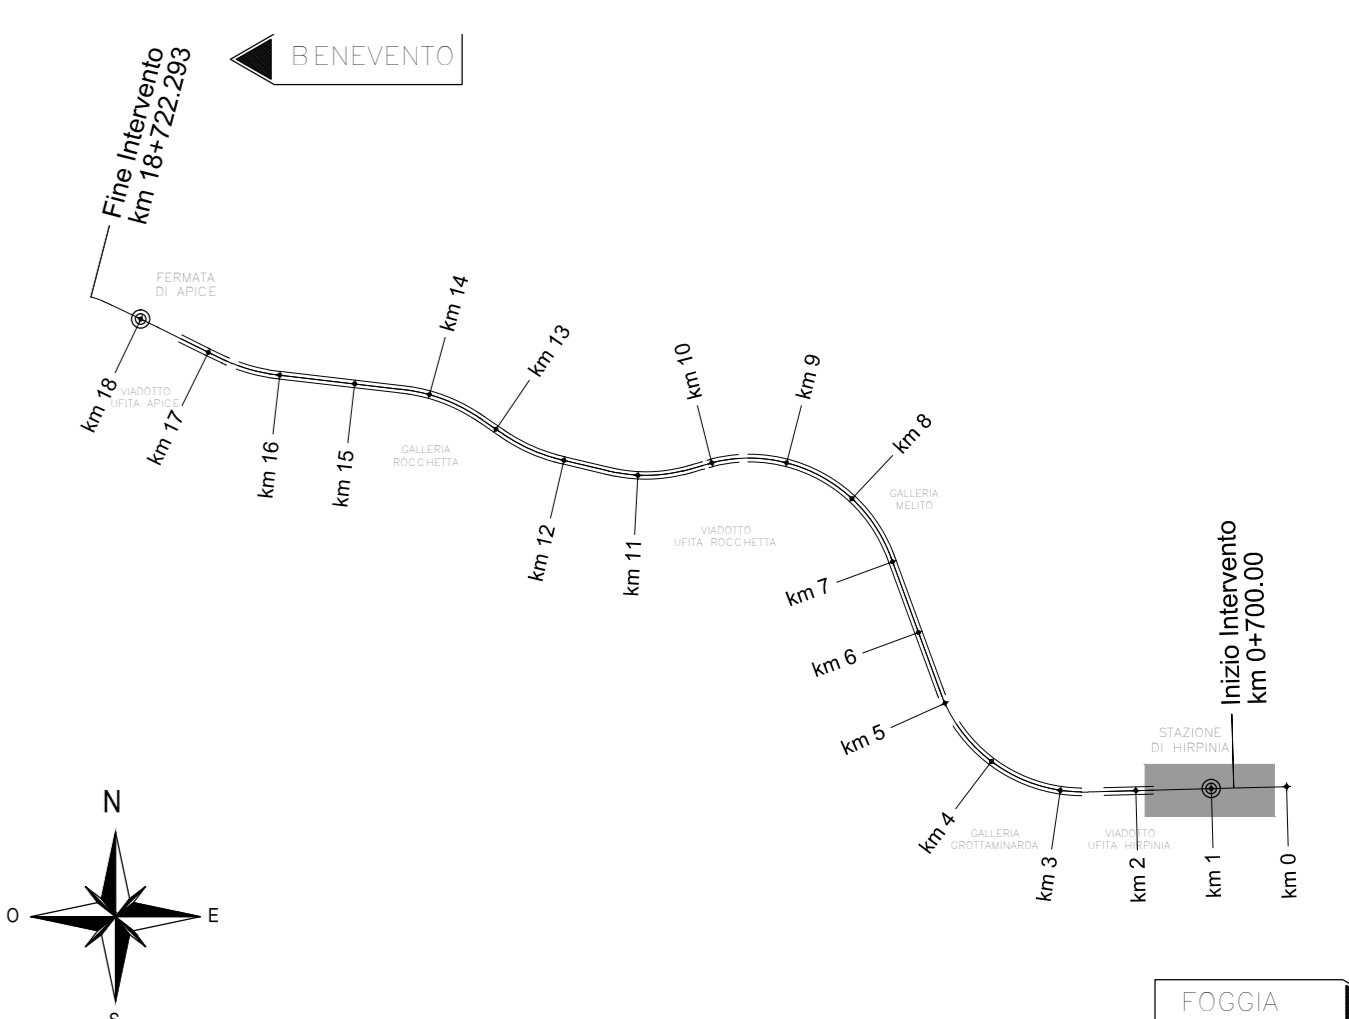 BENEVENTO
Fine Intervento
km 18+722.293
FERMATA
DI APICE
km 18
VIADOTTO
UFITA APICE
km 17
km 16
km 15
km 14
GALLERIA
ROCCHETTA
km 13
km 12
km 11
km 10
VIADOTTO
UFITA ROCCHETTA
km 9
km 8
GALLERIA
MELITO
km 7
km 6
km 5
km 4
GALLERIA
GROTTAMINARDA
km 3
VIADOTTO
UFITA HIRPINIA
km 2
STAZIONE
DI HIRPINIA
km 1
Inizio Intervento
km 0+700.00
km 0
N
O
E
S
FOGGIA